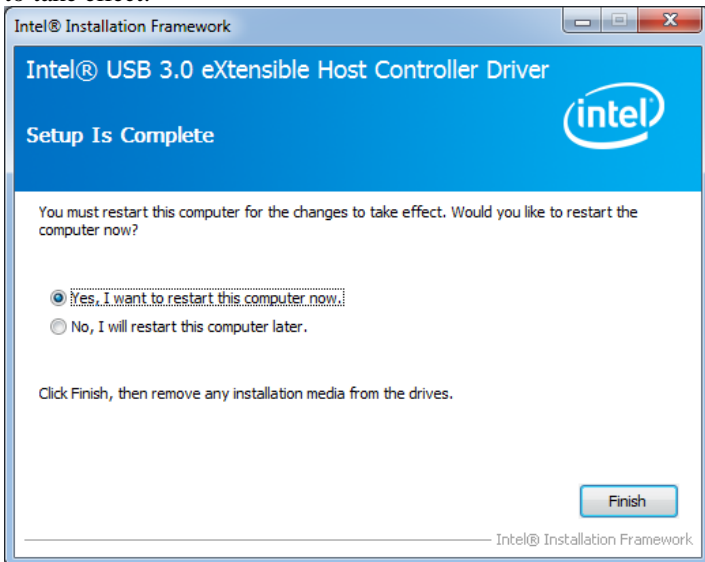 to take effect.
Intel® Installation Framework
Intel® USB 3.0 eXtensible Host Controller Driver
Setup Is Complete
(intel)
You must restart this computer for the changes to take effect. Would you like to restart the
computer now?
Yes, I want to restart this computer now.
No, I will restart this computer later.
Click Finish, then remove any installation media from the drives.
Finish
Intel® Installation Framework